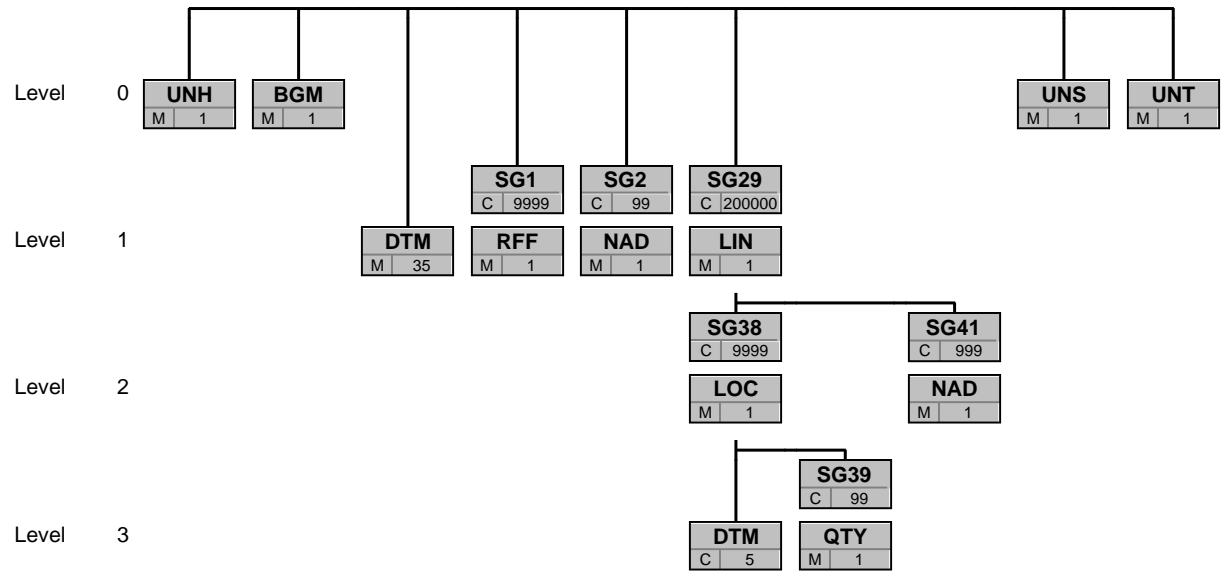 Level 0 UNH BGM UNS UNT
M 1 M 1 M 1 M 1
SG1 SG2 SG29
C 9999 C 99 C 200000
Level 1 DTM RFF NAD LIN
M 35 M 1 M 1 M 1
SG38 SG41
C 9999 C 999
Level 2 LOC NAD
M 1 M 1
SG39
C 99
Level 3 DTM QTY
C 5 M 1